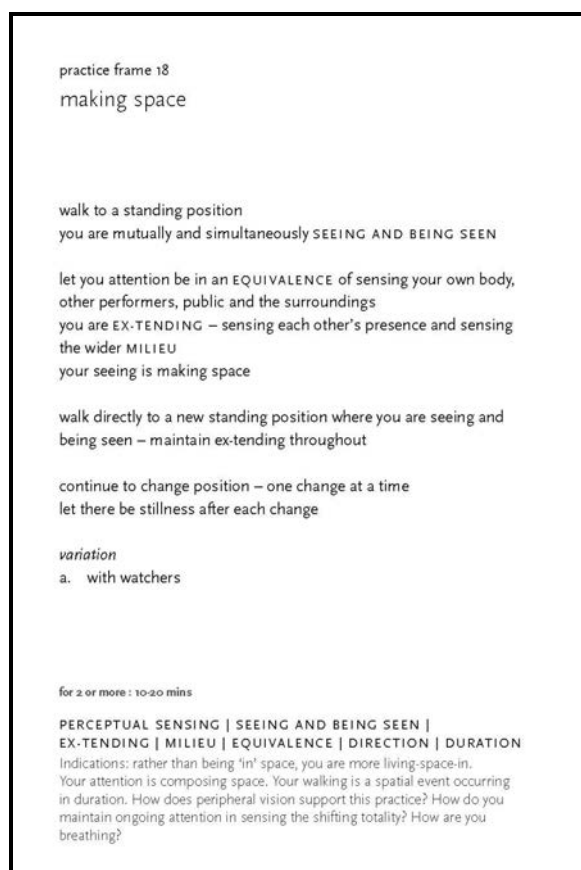 practice frame 18
making space
walk to a standing position
you are mutually and simultaneously SEEING AND BEING SEEN
let you attention be in an EQUIVALENCE of sensing your own body,
other performers, public and the surroundings
you are EX-TENDING – sensing each other's presence and sensing
the wider MILIEU
your seeing is making space
walk directly to a new standing position where you are seeing and
being seen – maintain ex-tending throughout
continue to change position – one change at a time
let there be stillness after each change
variation
a. with watchers
for 2 or more : 10-20 mins
PERCEPTUAL SENSING | SEEING AND BEING SEEN |
EX-TENDING | MILIEU | EQUIVALENCE | DIRECTION | DURATION
Indications: rather than being 'in' space, you are more living-space-in.
Your attention is composing space. Your walking is a spatial event occurring
in duration. How does peripheral vision support this practice? How do you
maintain ongoing attention in sensing the shifting totality? How are you
breathing?